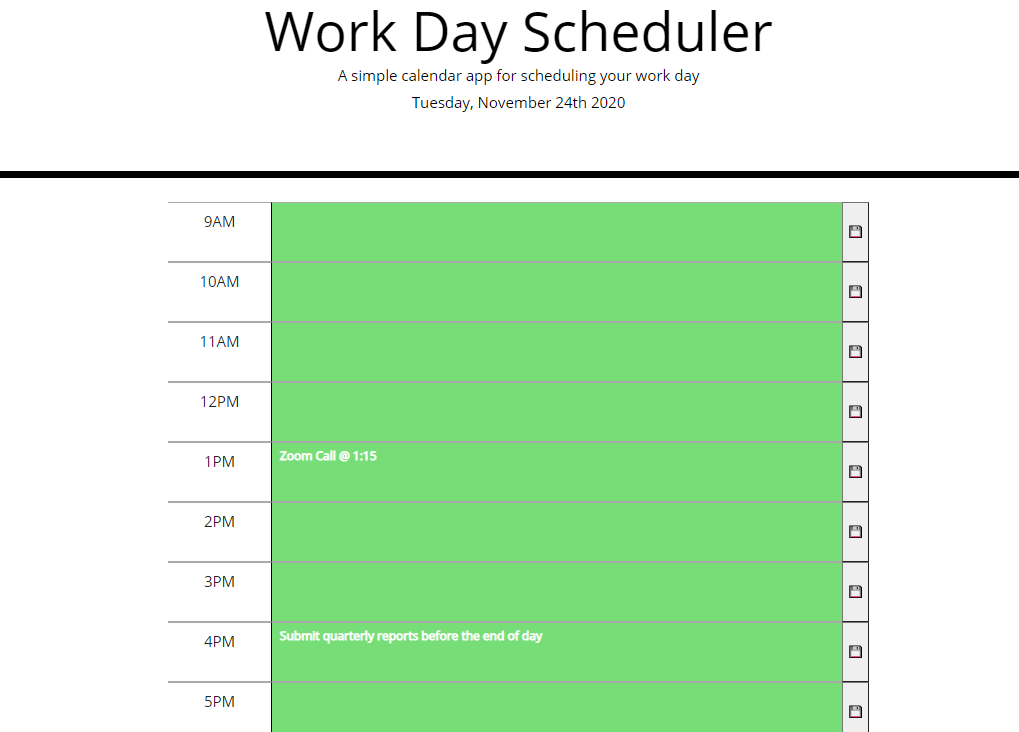 Work Day Scheduler
A simple calendar app for scheduling your work day
Tuesday, November 24th 2020
9AM
10AM
11AM
12PM
1PM
Zoom Call @ 1:15
2PM
3PM
4PM
Submit quarterly reports before the end of day
5PM